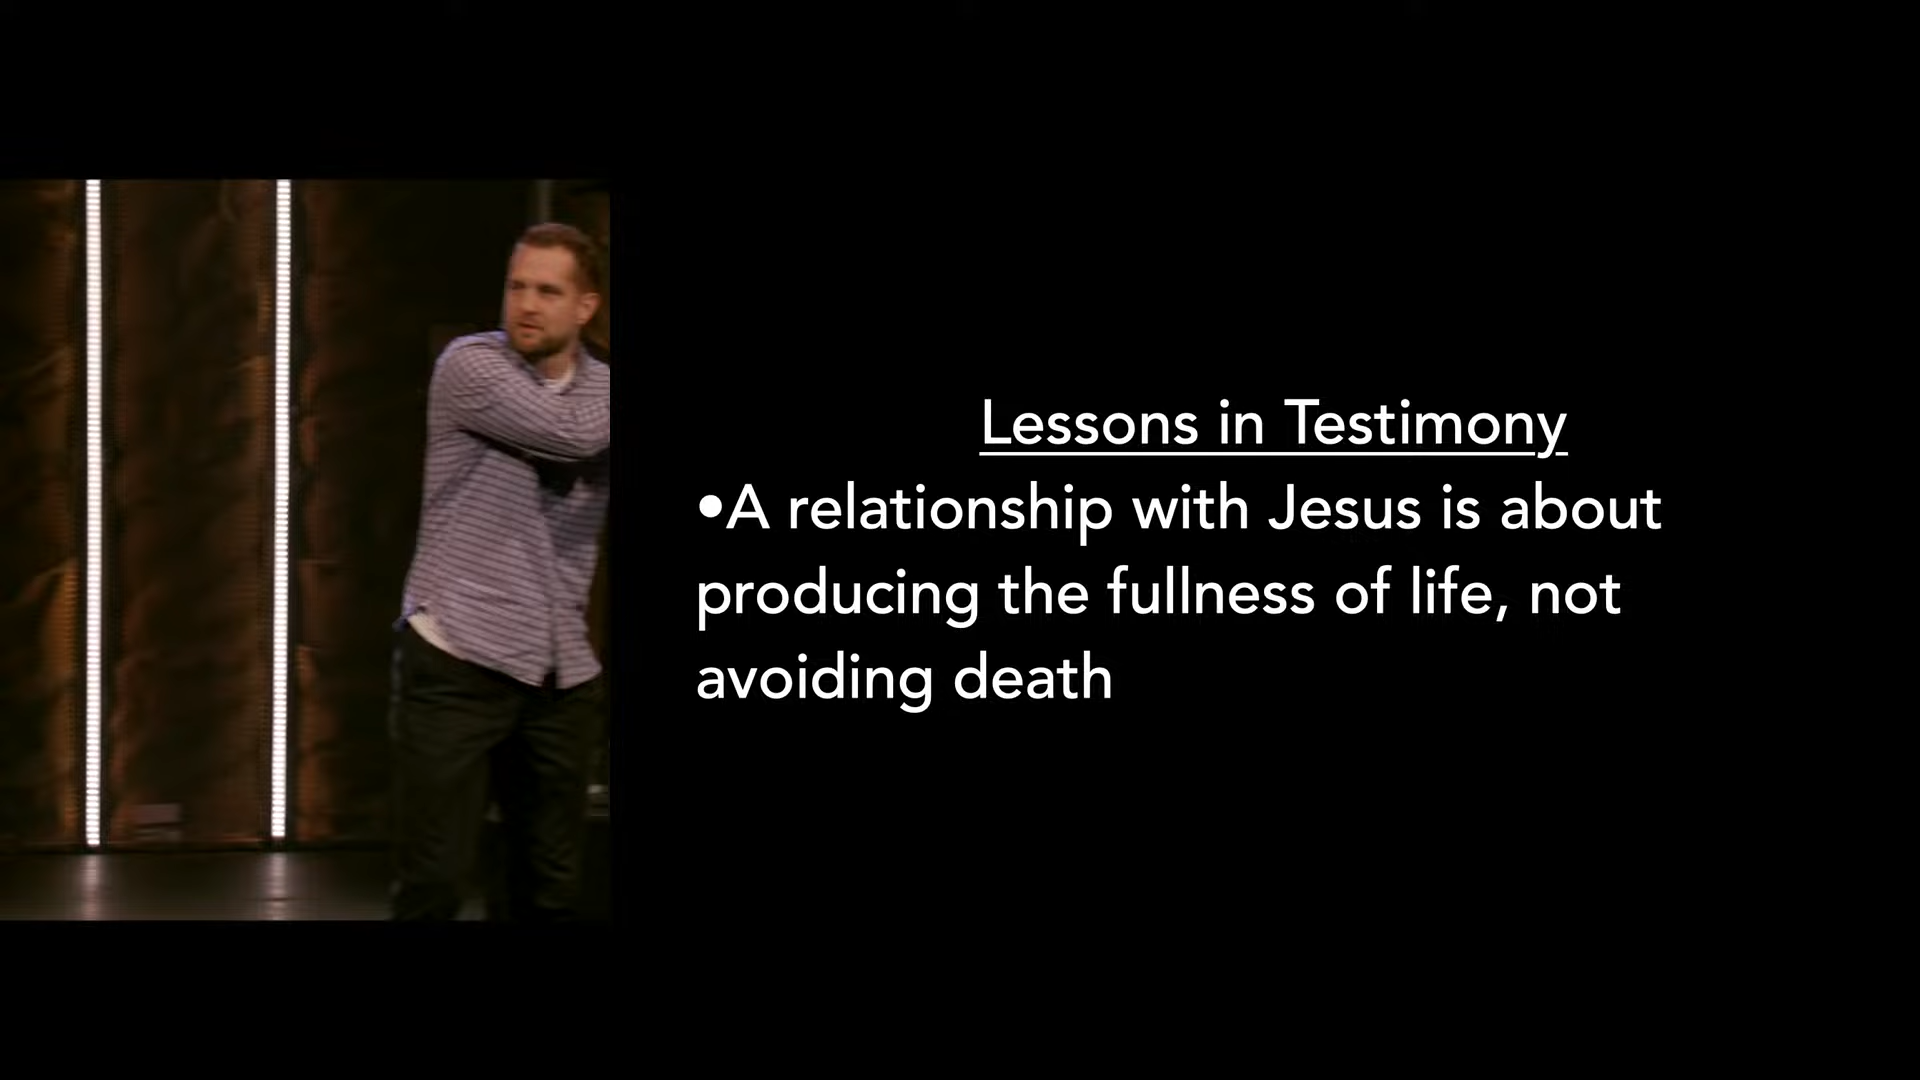 Lessons in Testimony
•A relationship with Jesus is about
producing the fullness of life, not
avoiding death